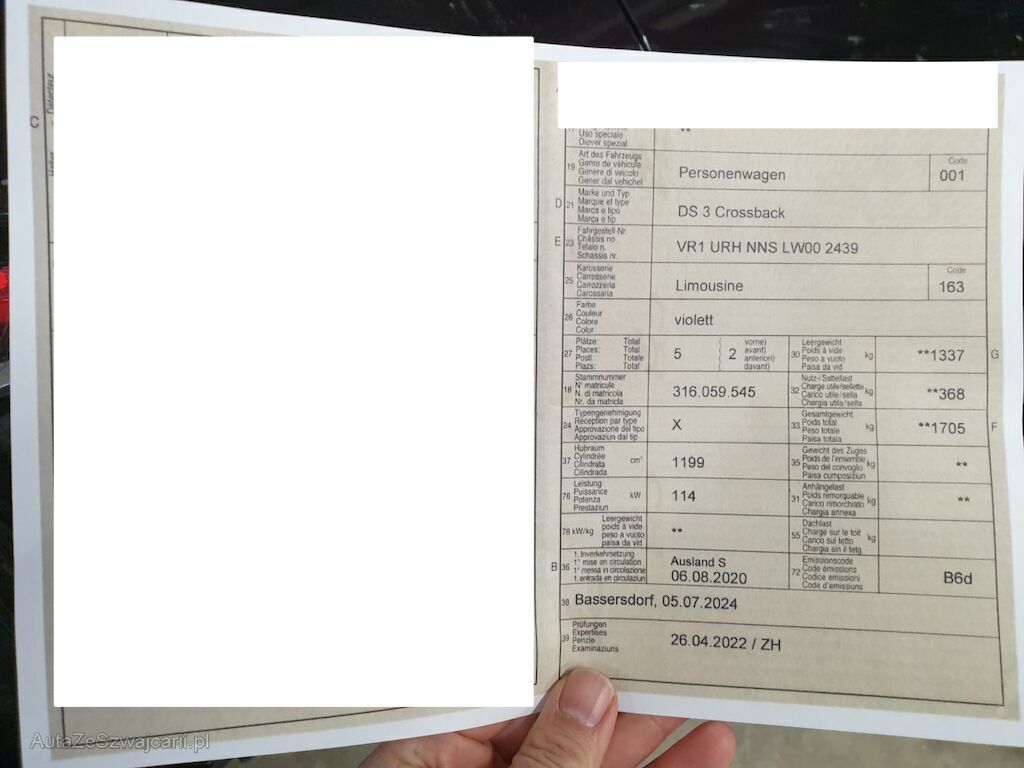 C
Uso speciale
Diever spezial
**
19
Art des Fahrzeugs
Genre de véhicule
Genere di veicolo
Gener dal vehichel
Personenwagen
Code
001
D
21
Marke und Typ
Marque et type
Marca e tipo
Marca e tip
DS 3 Crossback
E
23
Fahrgestell-Nr.
Châssis no
Telaio n.
Schassis nr.
VR1 URH NNS LW00 2439
25
Karosserie
Carrosserie
Carrozzeria
Carossaria
Limousine
Code
163
26
Farbe
Couleur
Colore
Colur
violett
27
Plätze: Total
Places: Total
Posti: Totale
Plazs: Total
5
2
vorne)
avant)
anteriori)
davant)
30
Leergewicht
Poids à vide
Peso a vuoto
Paisa da vid
kg
**1337
G
18
Stammnummer
N° matricule
N. di matricola
Nr. da matricla
316.059.545
32
Nutz-/Sattellast
Charge utile/sellette
Carico utile/sella
Chargia utila/sella
kg
**368
24
Typengenehmigung
Réception par type
Approvazione del tipo
Approvaziun dal tip
X
33
Gesamtgewicht
Poids total
Peso totale
Paisa totala
kg
**1705
F
37
Hubraum
Cylindrée
Cilindrata
Cilindrada
cm³
1199
35
Gewicht des Zuges
Poids de l'ensemble
Peso del convoglio
Paisa cumposiziun
kg
**
76
Leistung
Puissance
Potenza
Prestaziun
kW
114
31
Anhängelast
Poids remorquable
Carico rimorchiato
Chargia annexa
kg
**
78 kW/kg
Leergewicht
poids à vide
peso a vuoto
paisa da vid
**
55
Dachlast
Charge sur le toit
Carico sul tetto
Chargia sin il tetg
kg
B
36
1. Inverkehrsetzung
1re mise en circulation
1a messa in circolazione
1. entrada en circulaziun
Ausland S
06.08.2020
72
Emissionscode
Code émissions
Codice emissioni
Code d'emissiuns
B6d
38
Bassersdorf, 05.07.2024
39
Prüfungen
Expertises
Perizie
Examinaziuns
26.04.2022 / ZH
AutaZeSzwajcarii.pl